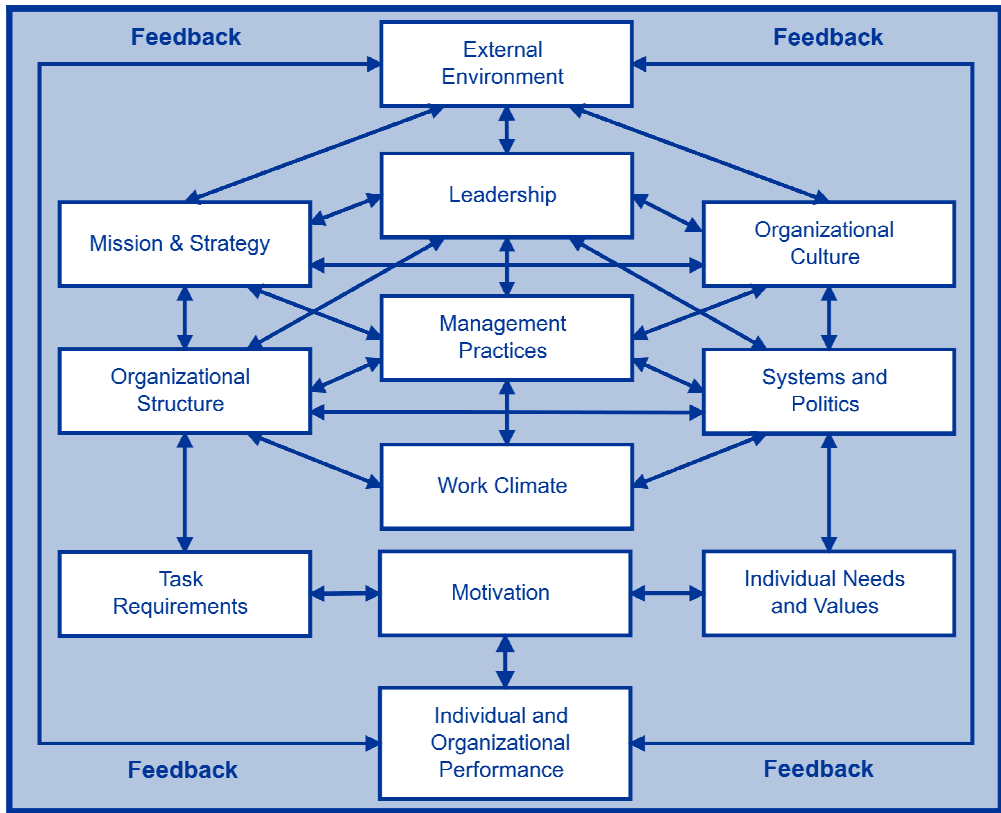 Feedback
External
Environment
Feedback
Leadership
Mission & Strategy
Organizational
Culture
Management
Practices
Organizational
Structure
Systems and
Politics
Work Climate
Task
Requirements
Motivation
Individual Needs
and Values
Individual and
Organizational
Performance
Feedback
Feedback